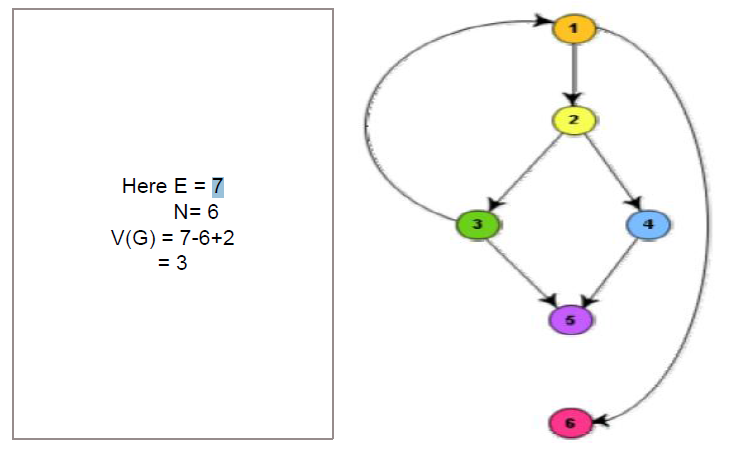 Here E = 7
N= 6
V(G) = 7-6+2
= 3
1
2
3
4
5
6